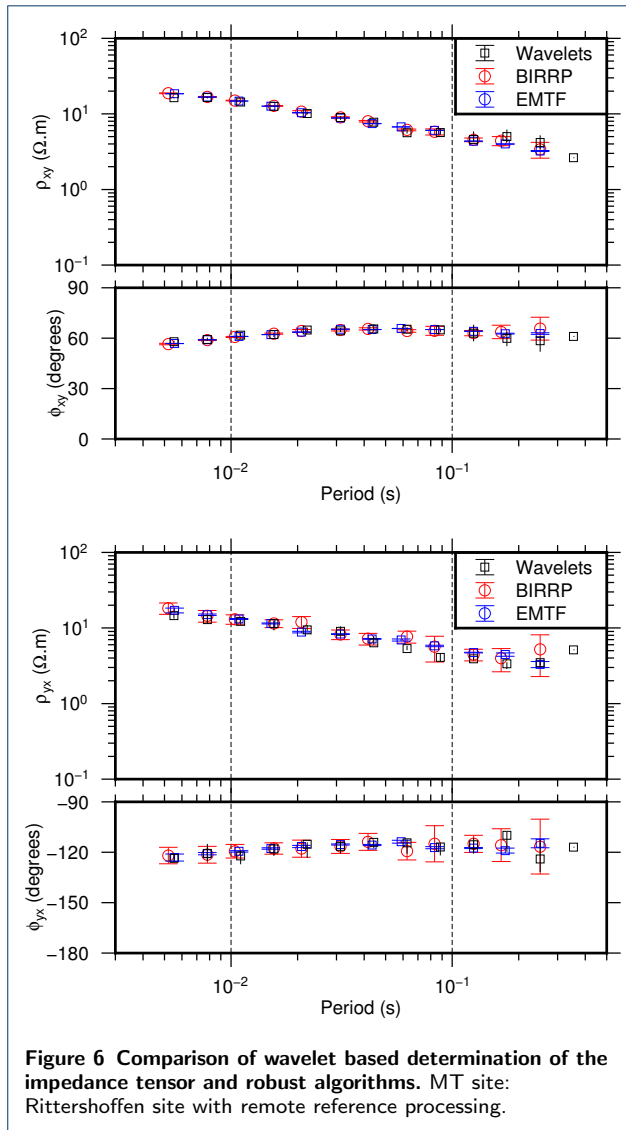 10²
10¹
10⁰
10⁻¹
ρxy (Ω.m)
Wavelets
BIRRP
EMTF
90
60
30
0
ϕxy (degrees)
10⁻²
10⁻¹
Period (s)
10²
10¹
10⁰
10⁻¹
ρyx (Ω.m)
Wavelets
BIRRP
EMTF
−90
−120
−150
−180
ϕyx (degrees)
10⁻²
10⁻¹
Period (s)
Figure 6 Comparison of wavelet based determination of the
impedance tensor and robust algorithms. MT site:
Rittershoffen site with remote reference processing.